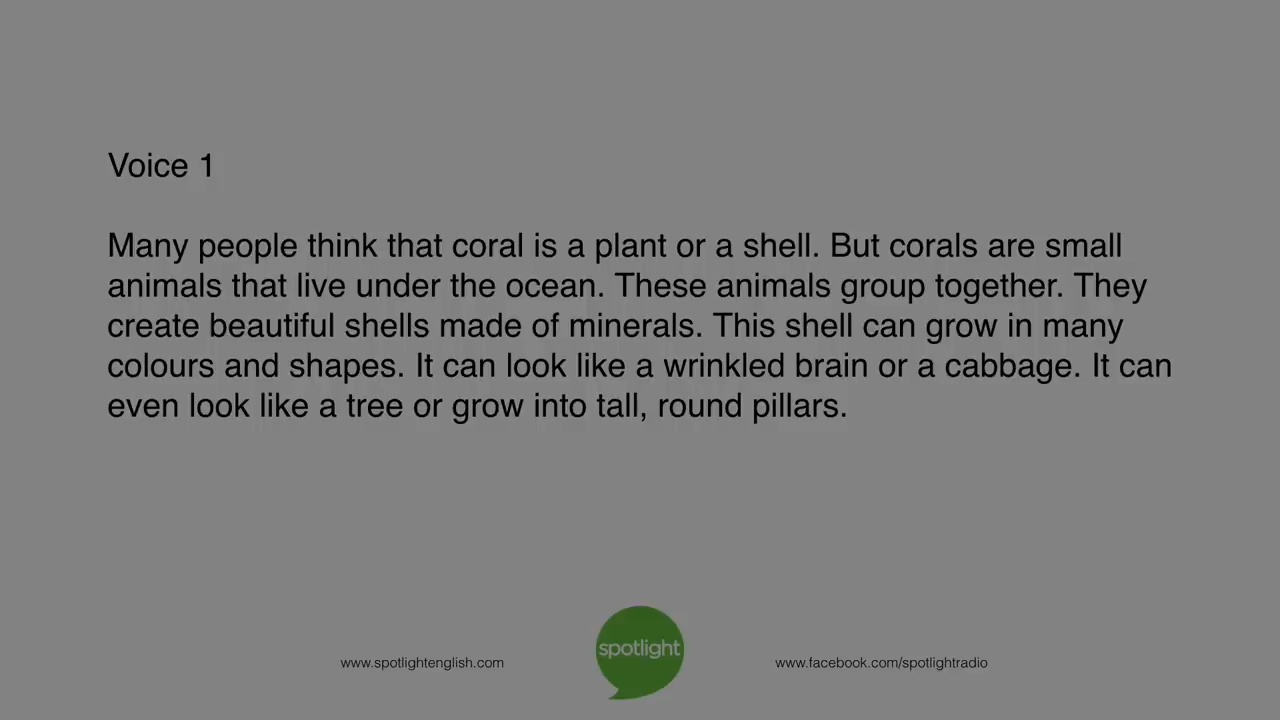 Voice 1
Many people think that coral is a plant or a shell. But corals are small
animals that live under the ocean. These animals group together. They
create beautiful shells made of minerals. This shell can grow in many
colours and shapes. It can look like a wrinkled brain or a cabbage. It can
even look like a tree or grow into tall, round pillars.
www.spotlightenglish.com
spotlight
www.facebook.com/spotlightradio